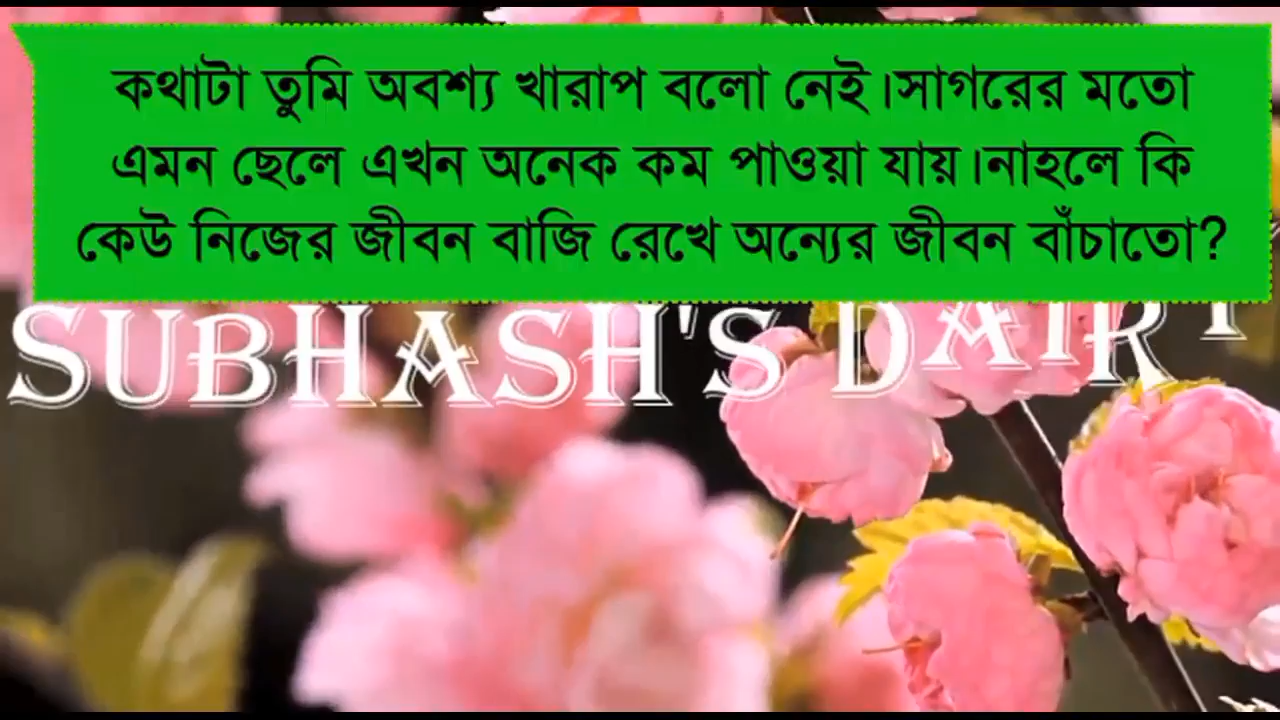 কথাটা তুমি অবশ্য খারাপ বলো নেই।সাগরের মতো
এমন ছেলে এখন অনেক কম পাওয়া যায়।নাহলে কি
কেউ নিজের জীবন বাজি রেখে অন্যের জীবন বাঁচাতো?
SUBHASH'S DAIRY